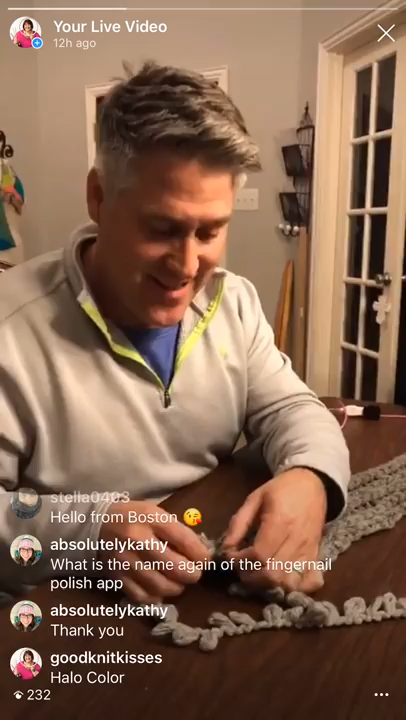 Your Live Video
12h ago
stella0403
Hello from Boston 😘
absolutelykathy
What is the name again of the fingernail
polish app
absolutelykathy
Thank you
goodknitkisses
Halo Color
232